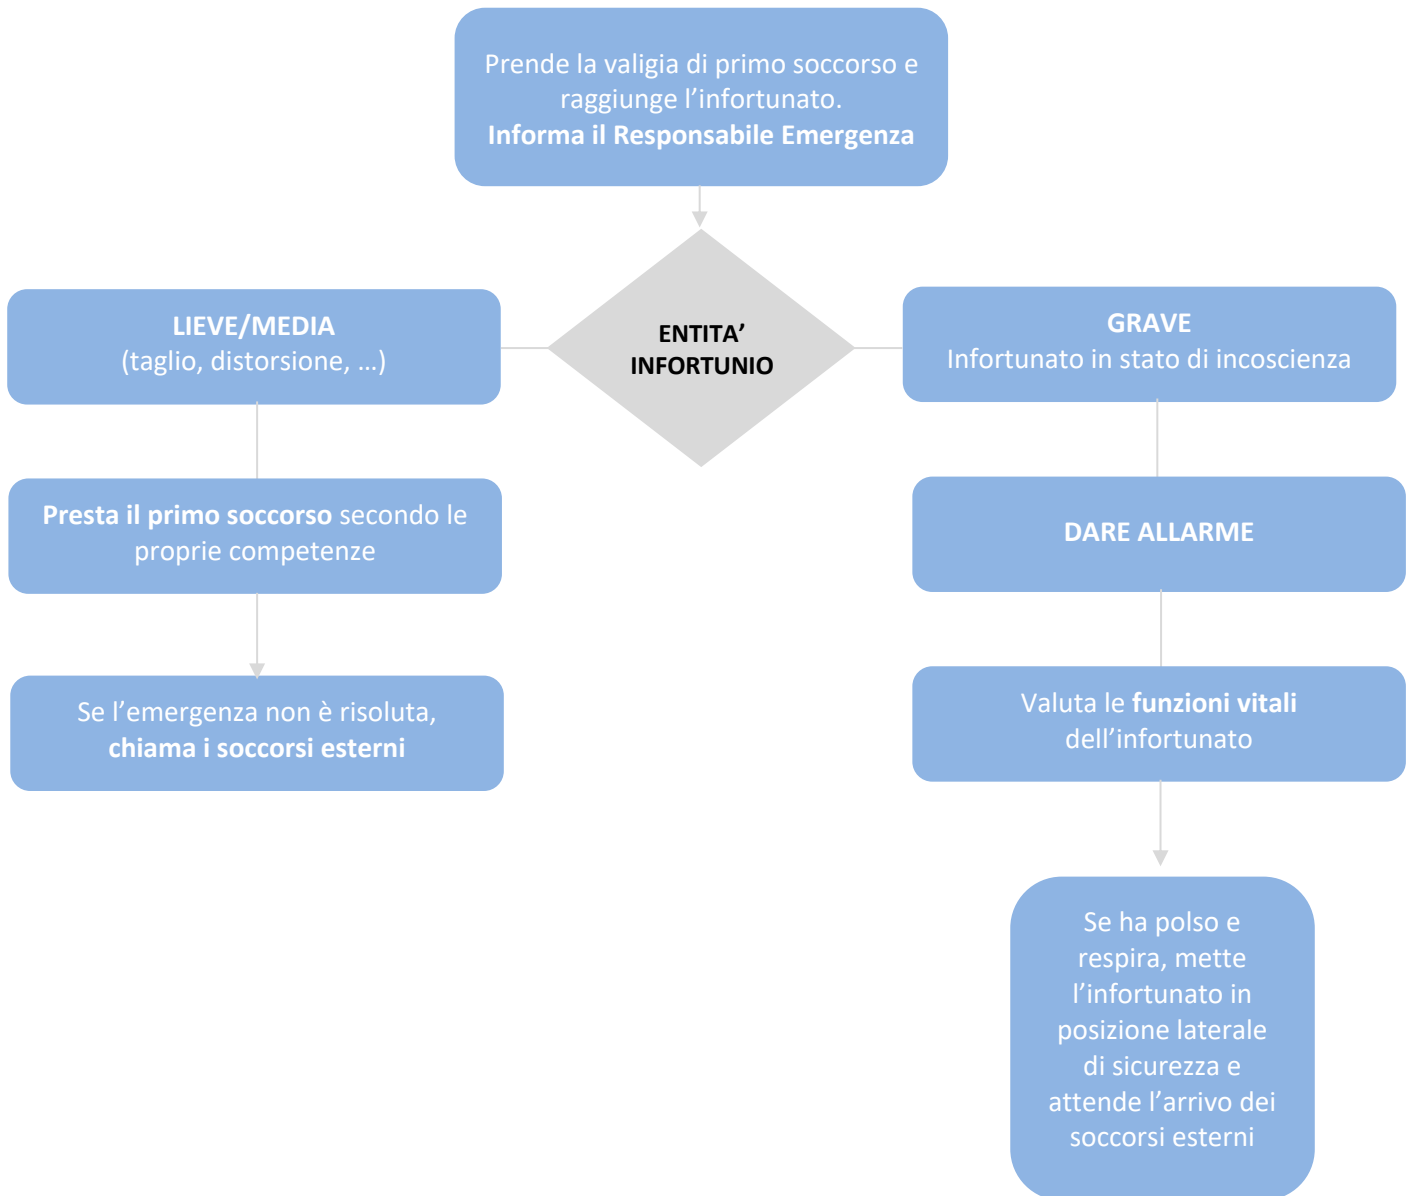 Prende la valigia di primo soccorso e
raggiunge l’infortunato.
Informa il Responsabile Emergenza
LIEVE/MEDIA
(taglio, distorsione, …)
ENTITA’
INFORTUNIO
GRAVE
Infortunato in stato di incoscienza
Presta il primo soccorso secondo le
proprie competenze
DARE ALLARME
Se l’emergenza non è risoluta,
chiama i soccorsi esterni
Valuta le funzioni vitali
dell’infortunato
Se ha polso e
respira, mette
l’infortunato in
posizione laterale
di sicurezza e
attende l’arrivo dei
soccorsi esterni